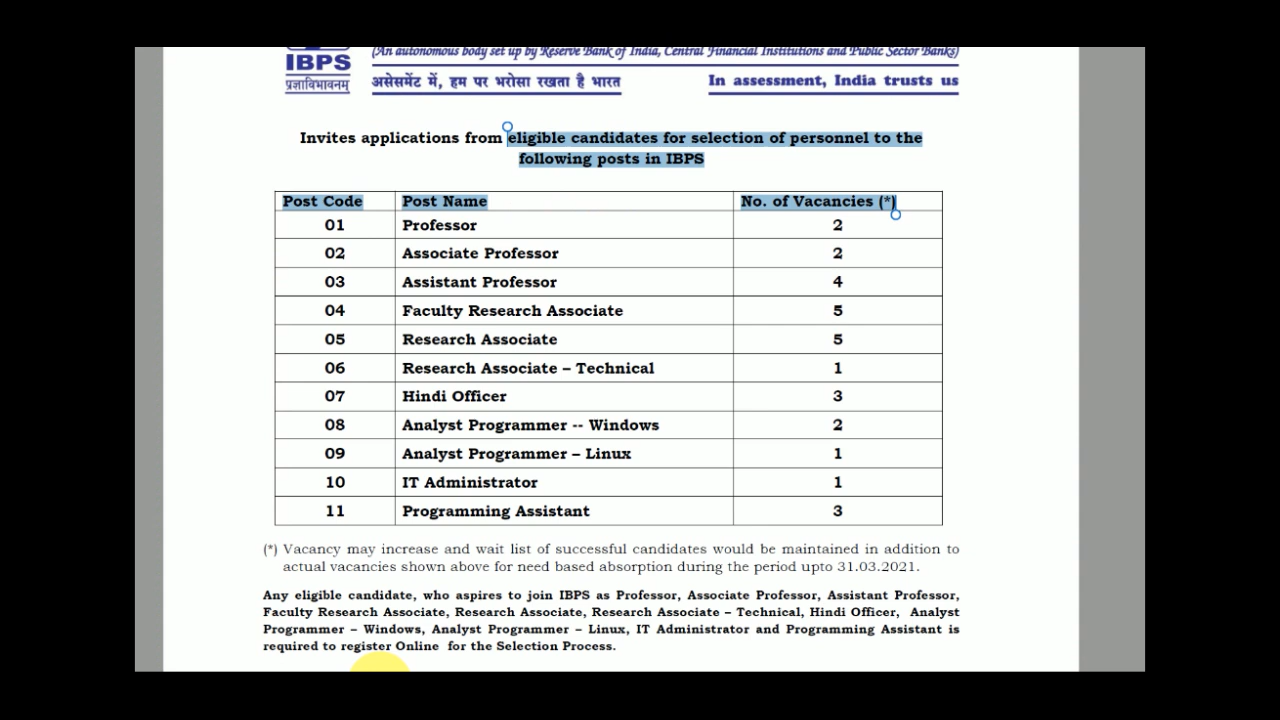 (An autonomous body set up by Reserve Bank of India, Central Financial Institutions and Public Sector Banks)
IBPS
प्रज्ञाविभावनम्
असेसमेंट में, हम पर भरोसा रखता है भारत In assessment, India trusts us
Invites applications from eligible candidates for selection of personnel to the
following posts in IBPS
Post Code Post Name No. of Vacancies (*)
01 Professor 2
02 Associate Professor 2
03 Assistant Professor 4
04 Faculty Research Associate 5
05 Research Associate 5
06 Research Associate – Technical 1
07 Hindi Officer 3
08 Analyst Programmer -- Windows 2
09 Analyst Programmer – Linux 1
10 IT Administrator 1
11 Programming Assistant 3
(*) Vacancy may increase and wait list of successful candidates would be maintained in addition to
actual vacancies shown above for need based absorption during the period upto 31.03.2021.
Any eligible candidate, who aspires to join IBPS as Professor, Associate Professor, Assistant Professor,
Faculty Research Associate, Research Associate, Research Associate – Technical, Hindi Officer, Analyst
Programmer – Windows, Analyst Programmer – Linux, IT Administrator and Programming Assistant is
required to register Online for the Selection Process.